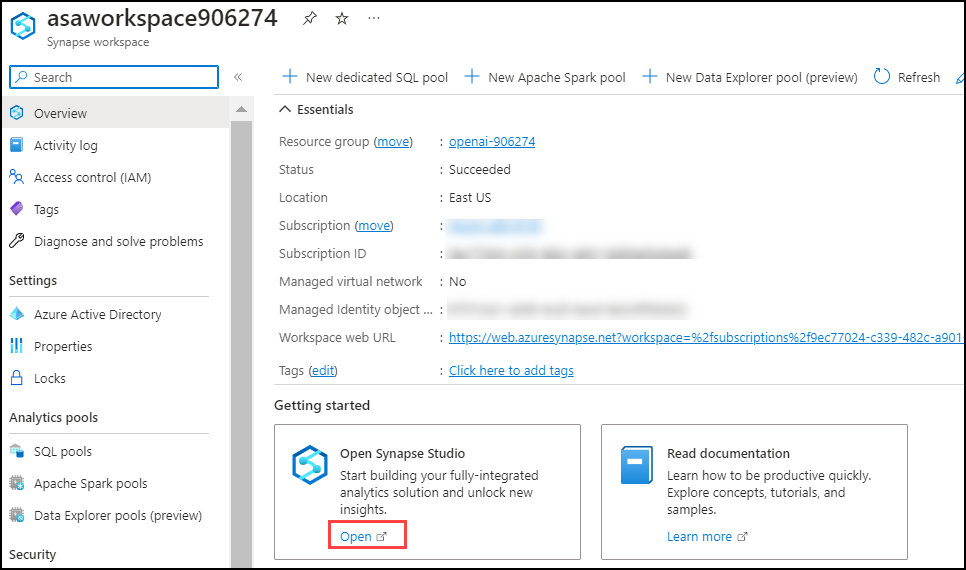 asaworkspace906274
Synapse workspace
Search
Overview
Activity log
Access control (IAM)
Tags
Diagnose and solve problems
Settings
Azure Active Directory
Properties
Locks
Analytics pools
SQL pools
Apache Spark pools
Data Explorer pools (preview)
Security
New dedicated SQL pool New Apache Spark pool New Data Explorer pool (preview) Refresh
Essentials
Resource group (move) : openai-906274
Status : Succeeded
Location : East US
Subscription (move) :
Subscription ID :
Managed virtual network : No
Managed Identity object ... :
Workspace web URL : https://web.azuresynapse.net?workspace=%2fsubscriptions%2f9ec77024-c339-482c-a901-
Tags (edit) : Click here to add tags
Getting started
Open Synapse Studio
Start building your fully-integrated
analytics solution and unlock new
insights.
Open
Read documentation
Learn how to be productive quickly.
Explore concepts, tutorials, and
samples.
Learn more